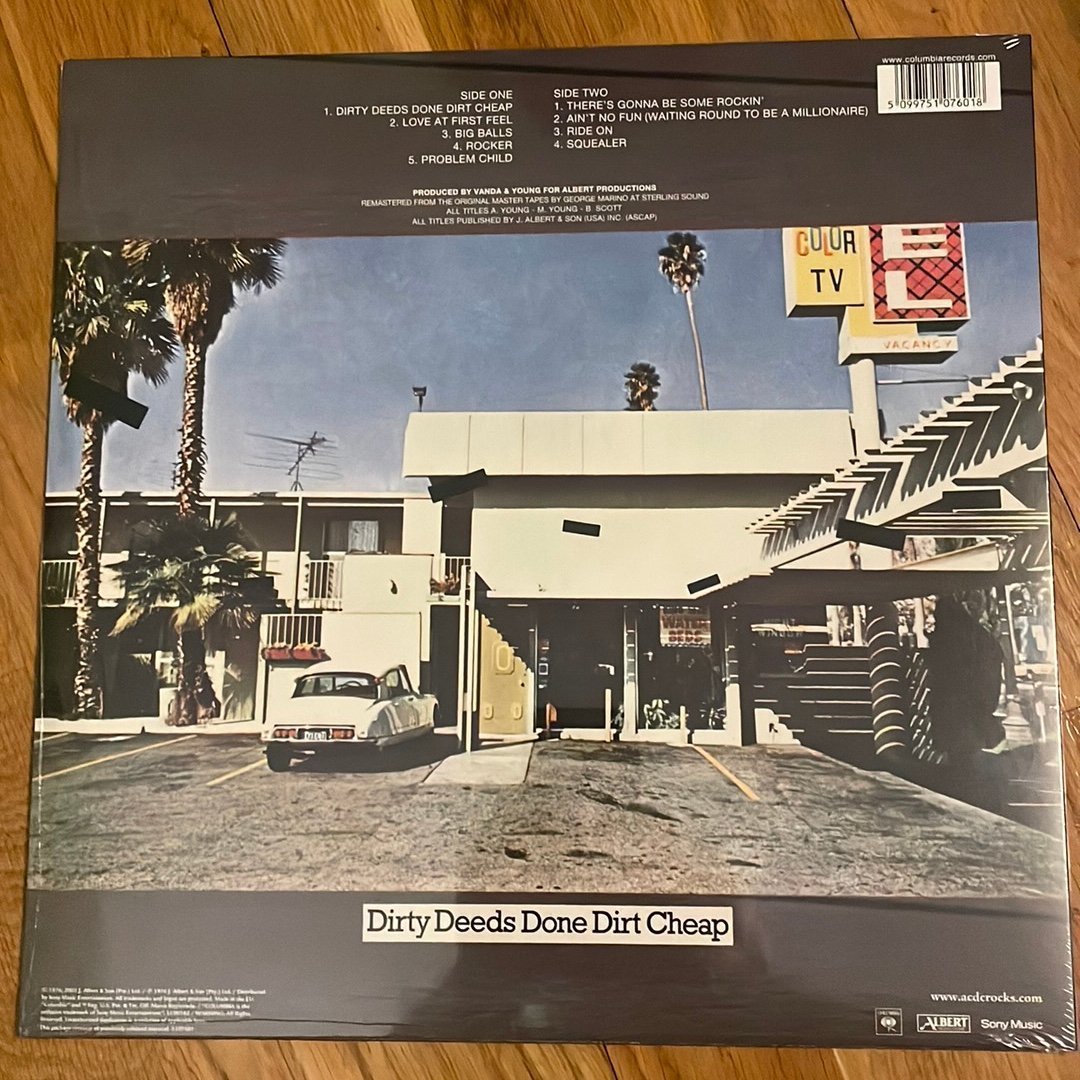 www.columbiarecords.com
5 099751 076018
SIDE ONE
1. DIRTY DEEDS DONE DIRT CHEAP
2. LOVE AT FIRST FEEL
3. BIG BALLS
4. ROCKER
5. PROBLEM CHILD
SIDE TWO
1. THERE'S GONNA BE SOME ROCKIN'
2. AIN'T NO FUN (WAITING ROUND TO BE A MILLIONAIRE)
3. RIDE ON
4. SQUEALER
PRODUCED BY VANDA & YOUNG FOR ALBERT PRODUCTIONS
REMASTERED FROM THE ORIGINAL MASTER TAPES BY GEORGE MARINO AT STERLING SOUND
ALL TITLES A. YOUNG - M. YOUNG - B. SCOTT
ALL TITLES PUBLISHED BY J. ALBERT & SON (USA) INC. (ASCAP)
COLOR
TV
EL
VACANCY
Dirty Deeds Done Dirt Cheap
www.acdcrocks.com
ALBERT
Sony Music